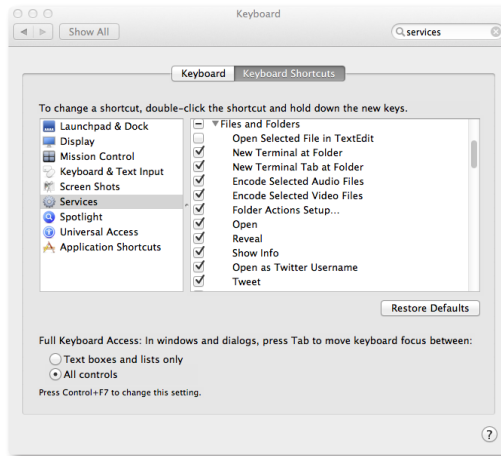 Keyboard
Show All
services
Keyboard
Keyboard Shortcuts
To change a shortcut, double-click the shortcut and hold down the new keys.
Launchpad & Dock
Display
Mission Control
Keyboard & Text Input
Screen Shots
Services
Spotlight
Universal Access
Application Shortcuts
Files and Folders
Open Selected File in TextEdit
New Terminal at Folder
New Terminal Tab at Folder
Encode Selected Audio Files
Encode Selected Video Files
Folder Actions Setup...
Open
Reveal
Show Info
Open as Twitter Username
Tweet
Restore Defaults
Full Keyboard Access: In windows and dialogs, press Tab to move keyboard focus between:
Text boxes and lists only
All controls
Press Control+F7 to change this setting.
?